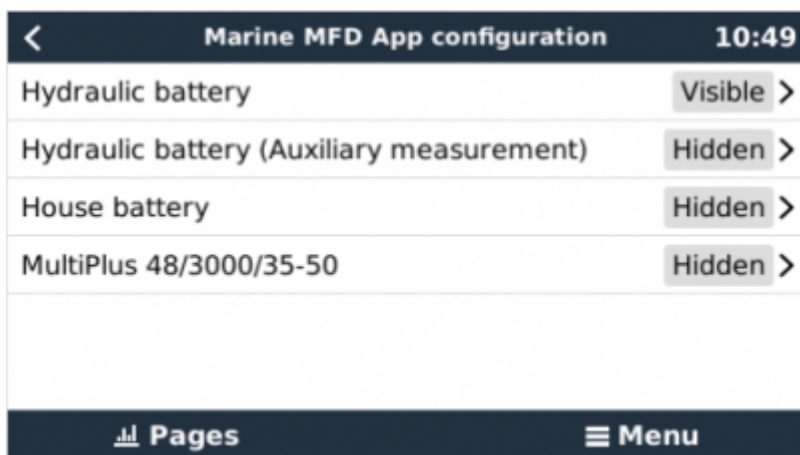 Marine MFD App configuration 10:49
Hydraulic battery Visible
Hydraulic battery (Auxiliary measurement) Hidden
House battery Hidden
MultiPlus 48/3000/35-50 Hidden
Pages Menu